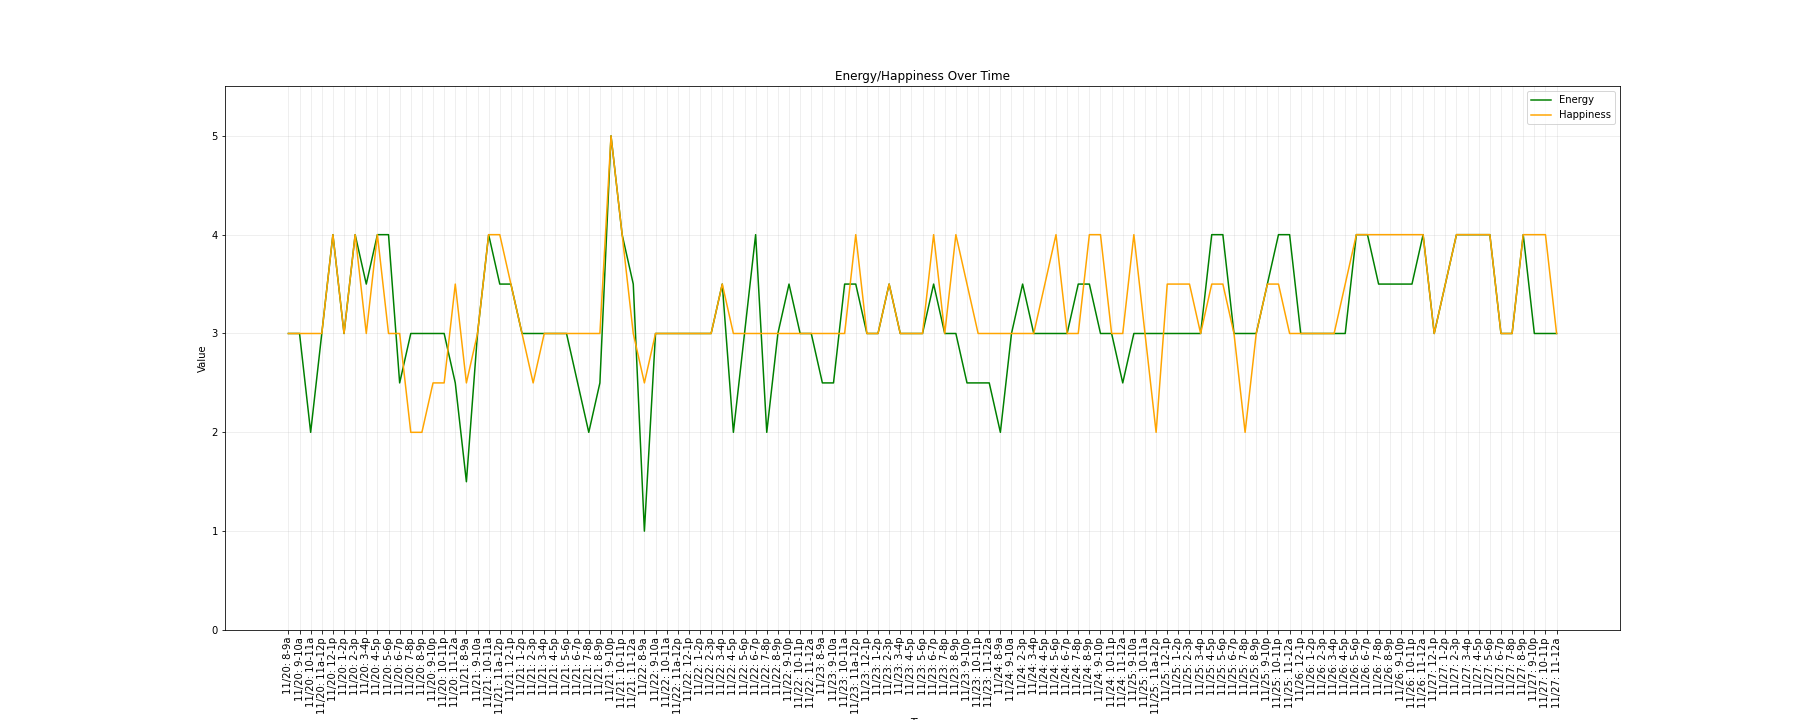 Energy/Happiness Over Time
Energy
Happiness
Value
5
4
3
2
1
0
11/20: 8-9a
11/20: 9-10a
11/20: 10-11a
11/20: 11a-12p
11/20: 12-1p
11/20: 1-2p
11/20: 2-3p
11/20: 3-4p
11/20: 4-5p
11/20: 5-6p
11/20: 6-7p
11/20: 7-8p
11/20: 8-9p
11/20: 9-10p
11/20: 10-11p
11/20: 11-12a
11/21: 8-9a
11/21: 9-10a
11/21: 10-11a
11/21: 11a-12p
11/21: 12-1p
11/21: 1-2p
11/21: 2-3p
11/21: 3-4p
11/21: 4-5p
11/21: 5-6p
11/21: 6-7p
11/21: 7-8p
11/21: 8-9p
11/21: 9-10p
11/21: 10-11p
11/21: 11-12a
11/22: 8-9a
11/22: 9-10a
11/22: 10-11a
11/22: 11a-12p
11/22: 12-1p
11/22: 1-2p
11/22: 2-3p
11/22: 3-4p
11/22: 4-5p
11/22: 5-6p
11/22: 6-7p
11/22: 7-8p
11/22: 8-9p
11/22: 9-10p
11/22: 10-11p
11/22: 11-12a
11/23: 8-9a
11/23: 9-10a
11/23: 10-11a
11/23: 11a-12p
11/23: 12-1p
11/23: 1-2p
11/23: 2-3p
11/23: 3-4p
11/23: 4-5p
11/23: 5-6p
11/23: 6-7p
11/23: 7-8p
11/23: 8-9p
11/23: 9-10p
11/23: 10-11p
11/23: 11-12a
11/24: 8-9a
11/24: 9-10a
11/24: 2-3p
11/24: 3-4p
11/24: 4-5p
11/24: 5-6p
11/24: 6-7p
11/24: 7-8p
11/24: 8-9p
11/24: 9-10p
11/24: 10-11p
11/24: 11-12a
11/25: 9-10a
11/25: 10-11a
11/25: 11a-12p
11/25: 12-1p
11/25: 1-2p
11/25: 2-3p
11/25: 3-4p
11/25: 4-5p
11/25: 5-6p
11/25: 6-7p
11/25: 7-8p
11/25: 8-9p
11/25: 9-10p
11/25: 10-11p
11/25: 11-12a
11/26: 12-1p
11/26: 1-2p
11/26: 2-3p
11/26: 3-4p
11/26: 4-5p
11/26: 5-6p
11/26: 6-7p
11/26: 7-8p
11/26: 8-9p
11/26: 9-10p
11/26: 10-11p
11/26: 11-12a
11/27: 12-1p
11/27: 1-2p
11/27: 2-3p
11/27: 3-4p
11/27: 4-5p
11/27: 5-6p
11/27: 6-7p
11/27: 7-8p
11/27: 8-9p
11/27: 9-10p
11/27: 10-11p
11/27: 11-12a